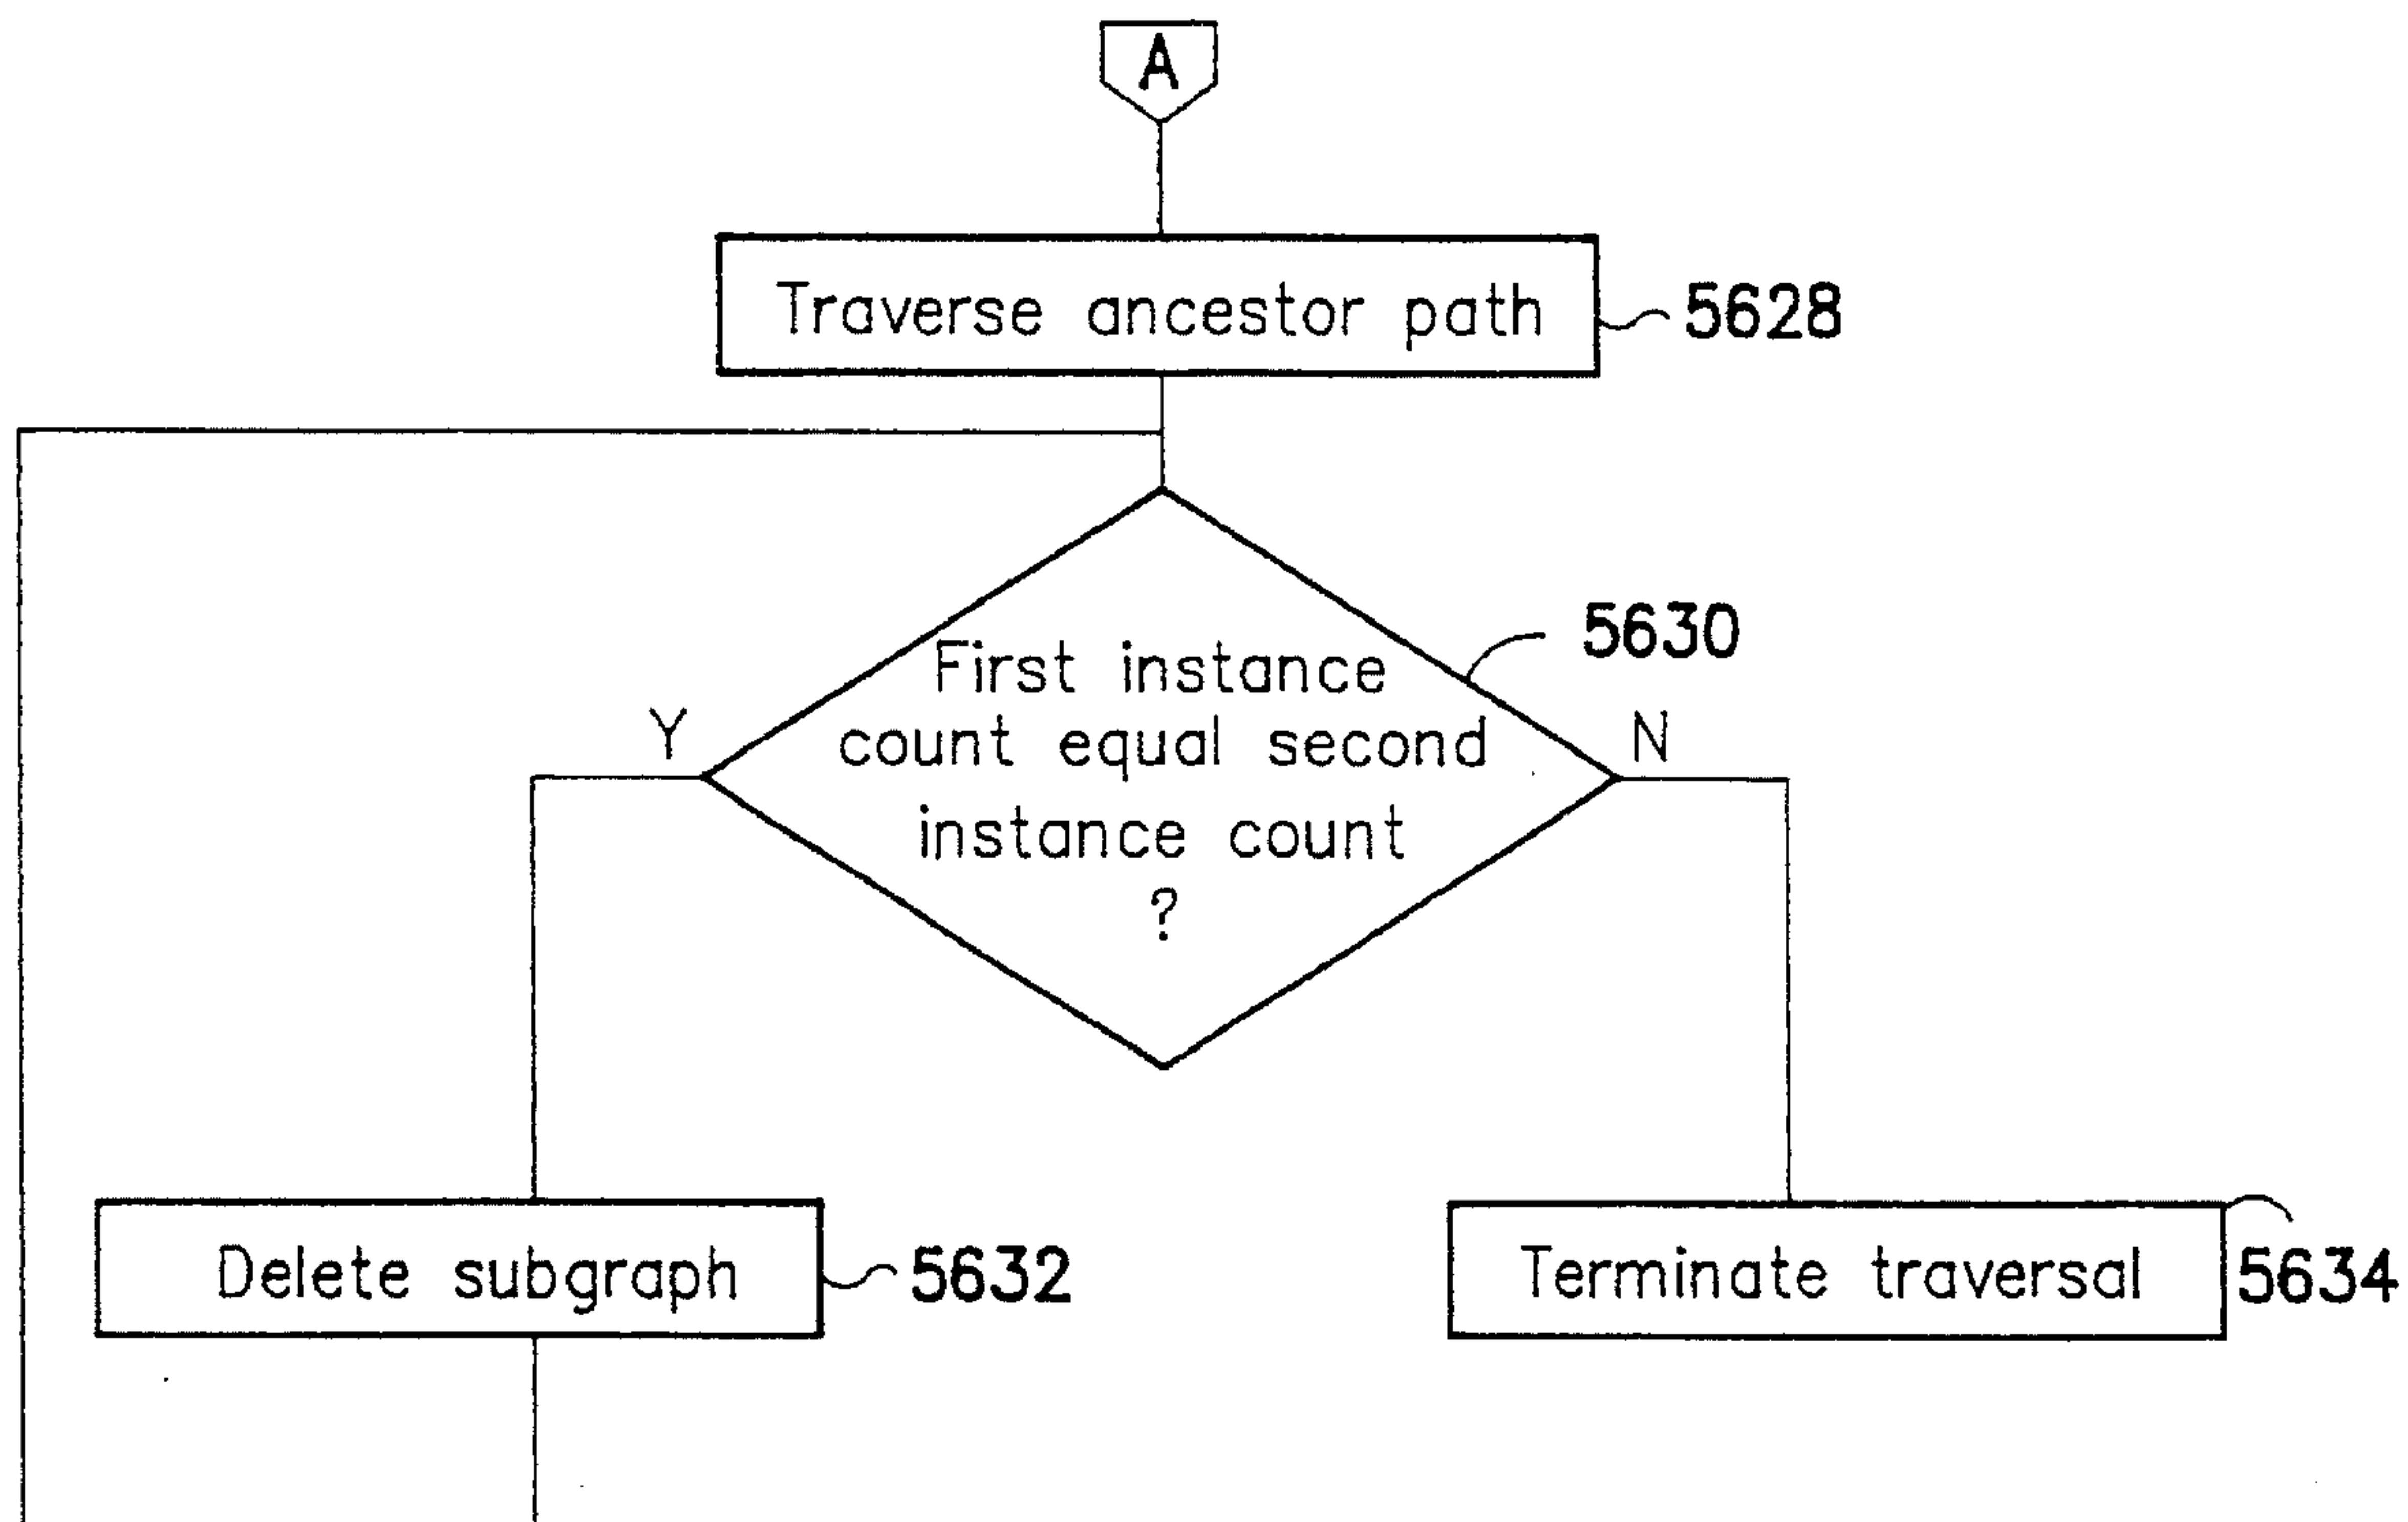 A
Traverse ancestor path
5628
5630
First instance
count equal second
instance count
?
Y
N
Delete subgraph
5632
Terminate traversal
5634